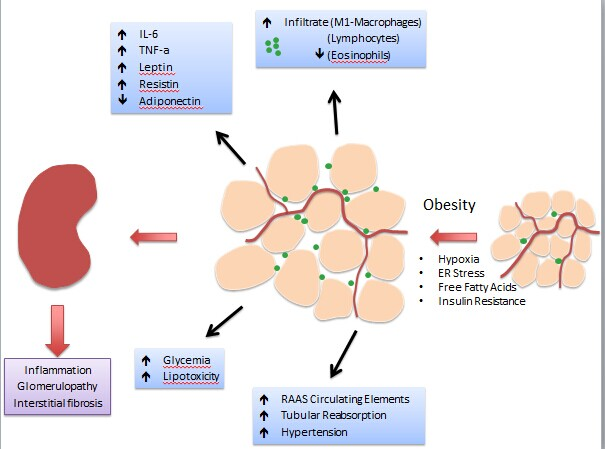 IL-6
TNF-a
Leptin
Resistin
Adiponectin
Infiltrate (M1-Macrophages)
(Lymphocytes)
(Eosinophils)
Obesity
• Hypoxia
• ER Stress
• Free Fatty Acids
• Insulin Resistance
Glycemia
Lipotoxicity
Inflammation
Glomerulopathy
Interstitial fibrosis
RAAS Circulating Elements
Tubular Reabsorption
Hypertension